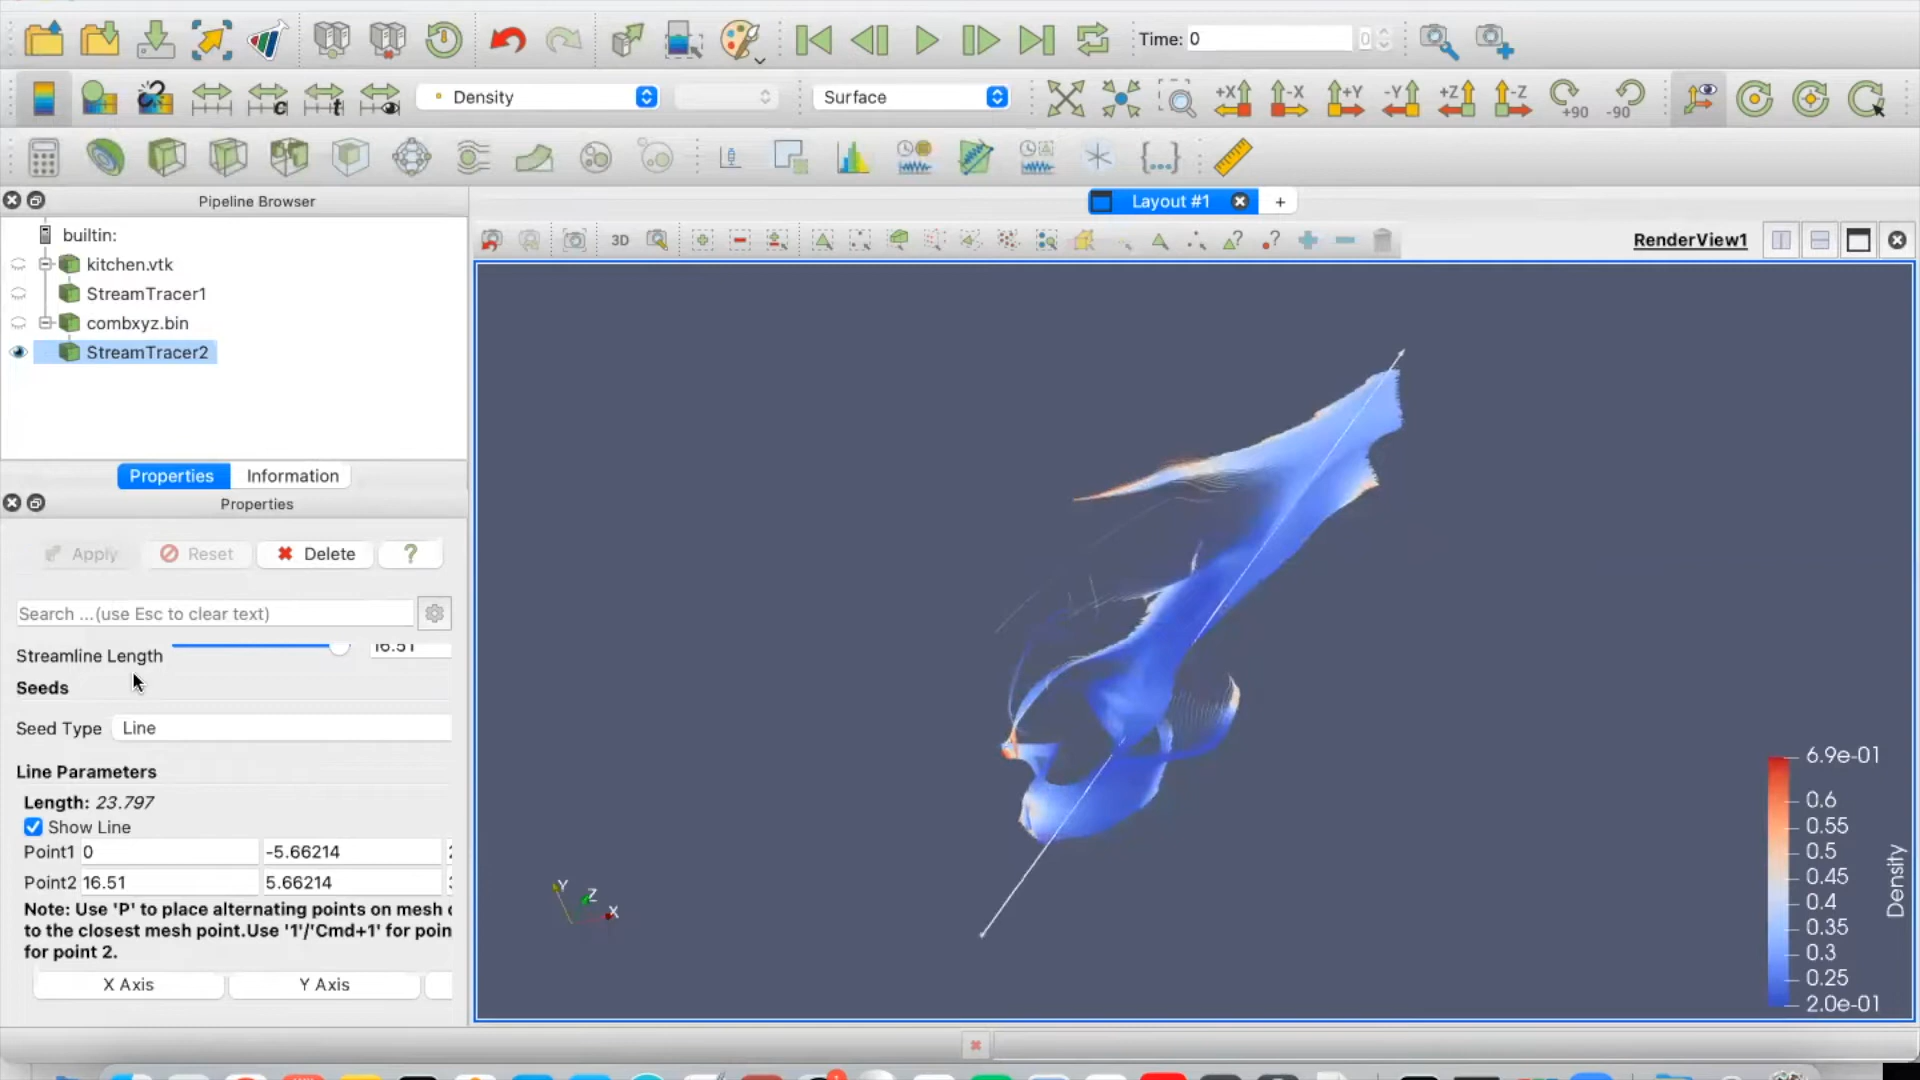 Time: 0
0
Density
Surface
+X
-X
+Y
-Y
+Z
-Z
+90
-90
c
t
Pipeline Browser
Layout #1
+
builtin:
kitchen.vtk
StreamTracer1
combxyz.bin
StreamTracer2
3D
RenderView1
Properties
Information
Properties
Apply
Reset
Delete
?
Search ...(use Esc to clear text)
Streamline Length
16.51
Seeds
Seed Type
Line
Line Parameters
Length: 23.797
Show Line
Point1 0 -5.66214
Point2 16.51 5.66214
Note: Use 'P' to place alternating points on mesh
to the closest mesh point.Use '1'/'Cmd+1' for poin
for point 2.
X Axis
Y Axis
Y
Z
X
6.9e-01
0.6
0.55
0.5
0.45
0.4
0.35
0.3
0.25
2.0e-01
Density